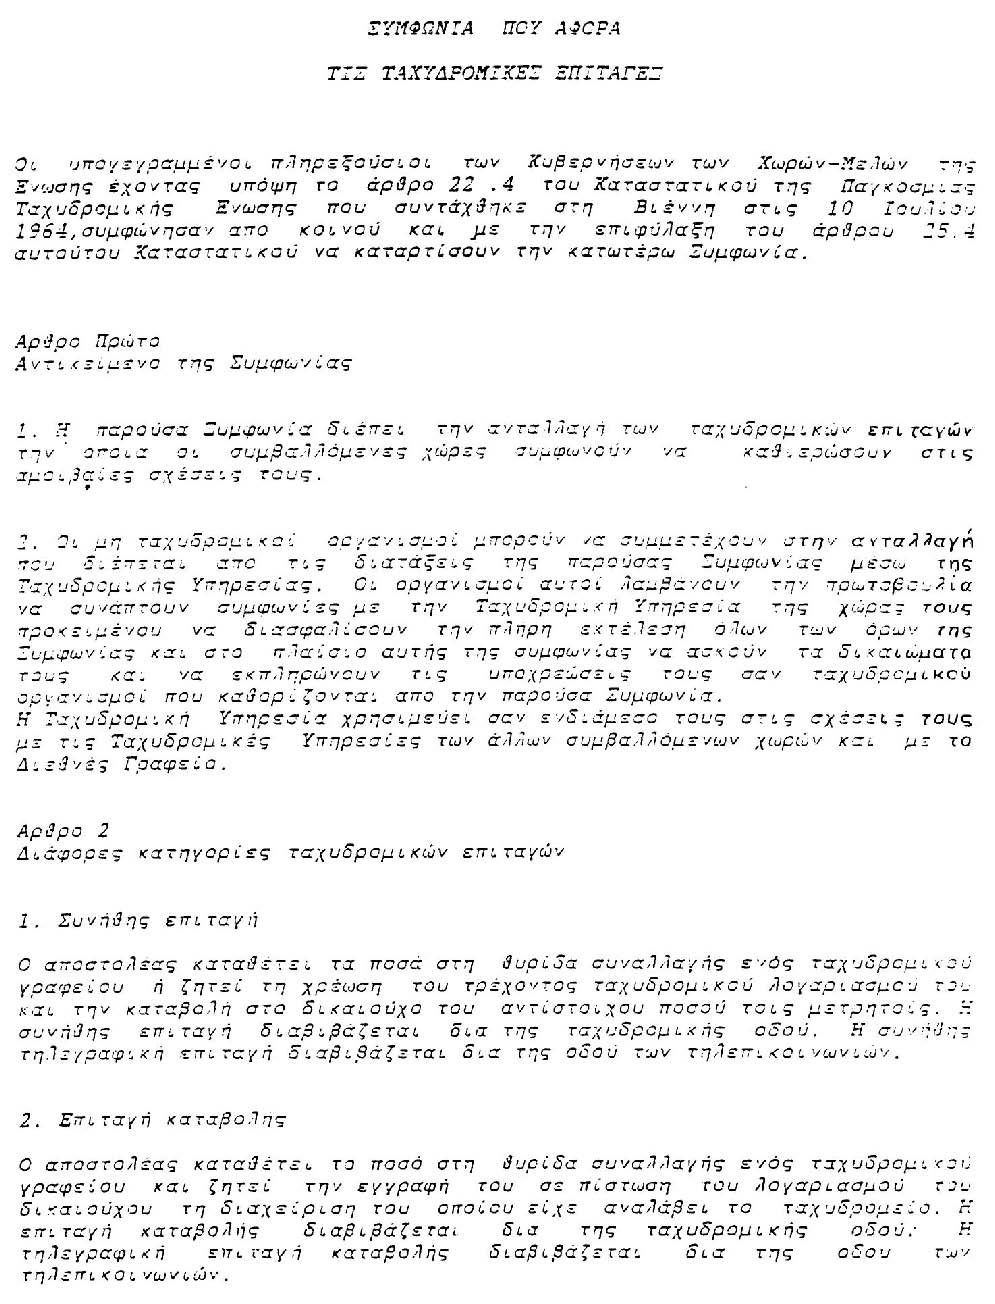 ΣΥΜΦΩΝΙΑ ΠΟΥ ΑΦΟΡΑ
ΤΙΣ ΤΑΧΥΔΡΟΜΙΚΕΣ ΕΠΙΤΑΓΕΣ
Οι υπογεγραμμένοι πληρεξούσιοι των Κυβερνήσεων των Χωρών-Μελών της
Ενωσης έχοντας υπόψη το άρθρο 22 .4 του Καταστατικού της Παγκοσμιας
Ταχυδρομικής Ενωσης που συντάχθηκε στη Βιέννη στις 10 Ιουλίου
1964,συμφώνησαν απο κοινού και με την επιφύλαξη του άρθρου 25.4
αυτούτου Καταστατικού να καταρτίσουν την κατωτέρω Συμφωνία.
Αρθρο Πρώτο
Αντικείμενο της Συμφωνίας
1. Η παρούσα Συμφωνία διέπει την ανταλλαγή των ταχυδρομικών επιταγών
την οποια οι συμβαλλόμενες χώρες συμφωνούν να καθιερώσουν στις
αμοιβαίες σχέσεις τους.
2. Οι μη ταχυδρομικοί οργανισμοί μπορούν να συμμετέχουν στην ανταλλαγή
που διέπεται απο τις διατάξεις της παρούσας Συμφωνίας μέσω της
Ταχυδρομικής Υπηρεσίας. Οι οργανισμοί αυτοί λαμβάνουν την πρωτοβουλία
να συνάπτουν συμφωνίες με την Ταχυδρομική Υπηρεσία της χώρας τους
προκειμένου να διασφαλίσουν την πληρη εκτέλεση όλων των όρων της
Συμφωνίας και στο πλαίσιο αυτής της συμφωνίας να ασκούν τα δικαιώματα
τους και να εκπληρώνουν τις υποχρεώσεις τους σαν ταχυδρομικού
οργανισμοί που καθορίζονται απο την παρούσα Συμφωνία.
Η Ταχυδρομική Υπηρεσία χρησιμεύει σαν ενδιάμεσο τους στις σχέσεις τους
με τις Ταχυδρομικές Υπηρεσίες των άλλων συμβαλλόμενων χωρών και με το
Διεθνές Γραφείο.
Αρθρο 2
Διάφορες κατηγορίες ταχυδρομικών επιταγών
1. Συνήθης επιταγή
Ο αποστολέας καταθέτει τα ποσά στη θυρίδα συναλλαγής ενός ταχυδρομικού
γραφείου ή ζητεί τη χρέωση του τρέχοντος ταχυδρομικού λογαριασμού του
και την καταβολή στο δικαιούχο του αντίστοιχου ποσού τοις μετρητοίς. Η
συνήθης επιταγή διαβιβάζεται δια της ταχυδρομικής οδού. Η συνήθης
τηλεγραφική επιταγή διαβιβάζεται δια της οδού των τηλεπικοινωνιών.
2. Επιταγή καταβολης
Ο αποστολέας καταθέτει το ποσό στη θυρίδα συναλλαγής ενός ταχυδρομικού
γραφείου και ζητεί την εγγραφή του σε πίστωση του λογαριασμού του
δικαιούχου τη διαχείριση του οποίου είχε αναλάβει το ταχυδρομείο. Η
επιταγή καταβολής διαβιβάζεται δια της ταχυδρομικής οδού. Η
τηλεγραφική επιταγή καταβολής διαβιβάζεται δια της οδου των
τηλεπικοινωνιών.